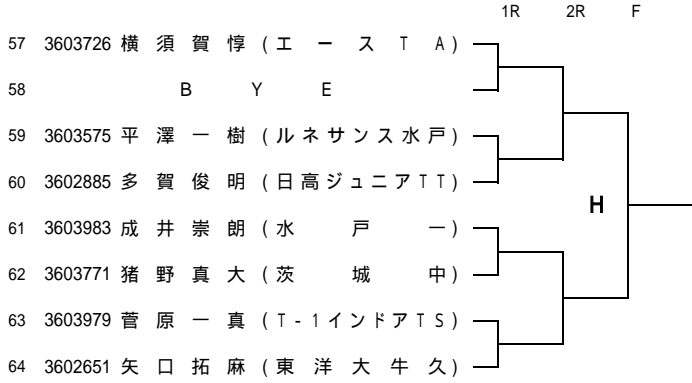 1R 2R F
57 3603726 横 須 賀 惇 (エ ー ス T A)
58 B Y E
59 3603575 平 澤 一 樹 (ルネサンス水戸)
60 3602885 多 賀 俊 明 (日高ジュニアTT)
H
61 3603983 成 井 崇 朗 (水 戸 一)
62 3603771 猪 野 真 大 (茨 城 中)
63 3603979 菅 原 一 真 (T-1インドアTS)
64 3602651 矢 口 拓 麻 (東 洋 大 牛 久)